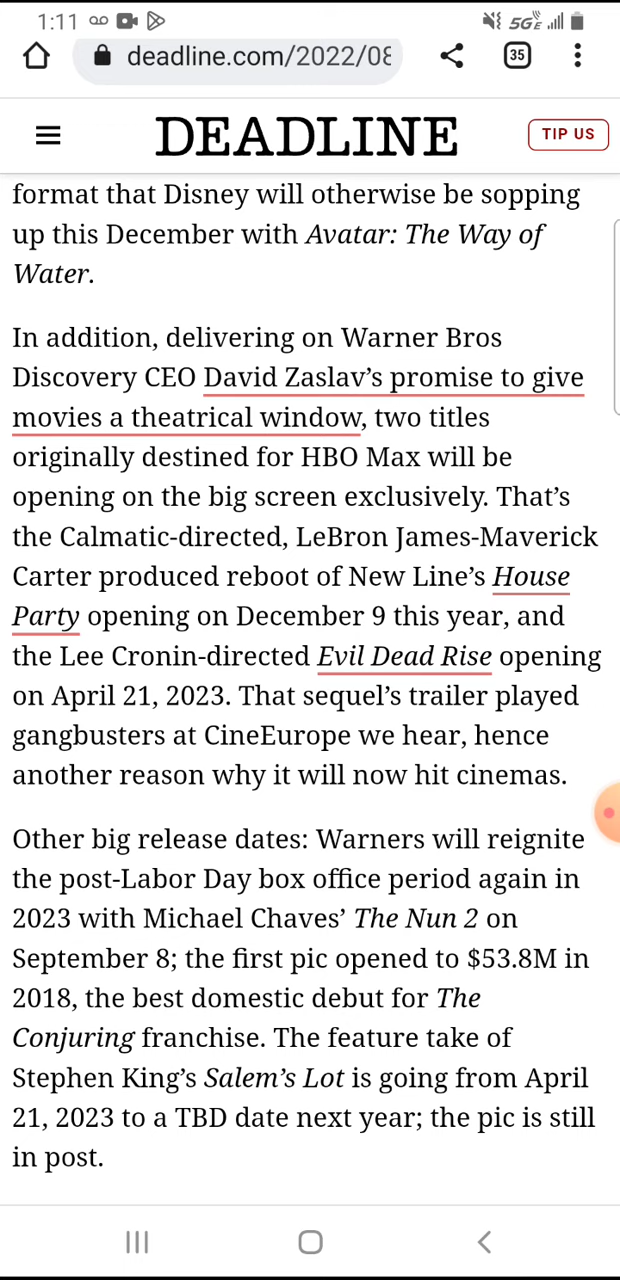 1:11
5GE
deadline.com/2022/08
35
DEADLINE
TIP US
format that Disney will otherwise be sopping
up this December with Avatar: The Way of
Water.
In addition, delivering on Warner Bros
Discovery CEO David Zaslav’s promise to give
movies a theatrical window, two titles
originally destined for HBO Max will be
opening on the big screen exclusively. That’s
the Calmatic-directed, LeBron James-Maverick
Carter produced reboot of New Line’s House
Party opening on December 9 this year, and
the Lee Cronin-directed Evil Dead Rise opening
on April 21, 2023. That sequel’s trailer played
gangbusters at CineEurope we hear, hence
another reason why it will now hit cinemas.
Other big release dates: Warners will reignite
the post-Labor Day box office period again in
2023 with Michael Chaves’ The Nun 2 on
September 8; the first pic opened to $53.8M in
2018, the best domestic debut for The
Conjuring franchise. The feature take of
Stephen King’s Salem’s Lot is going from April
21, 2023 to a TBD date next year; the pic is still
in post.